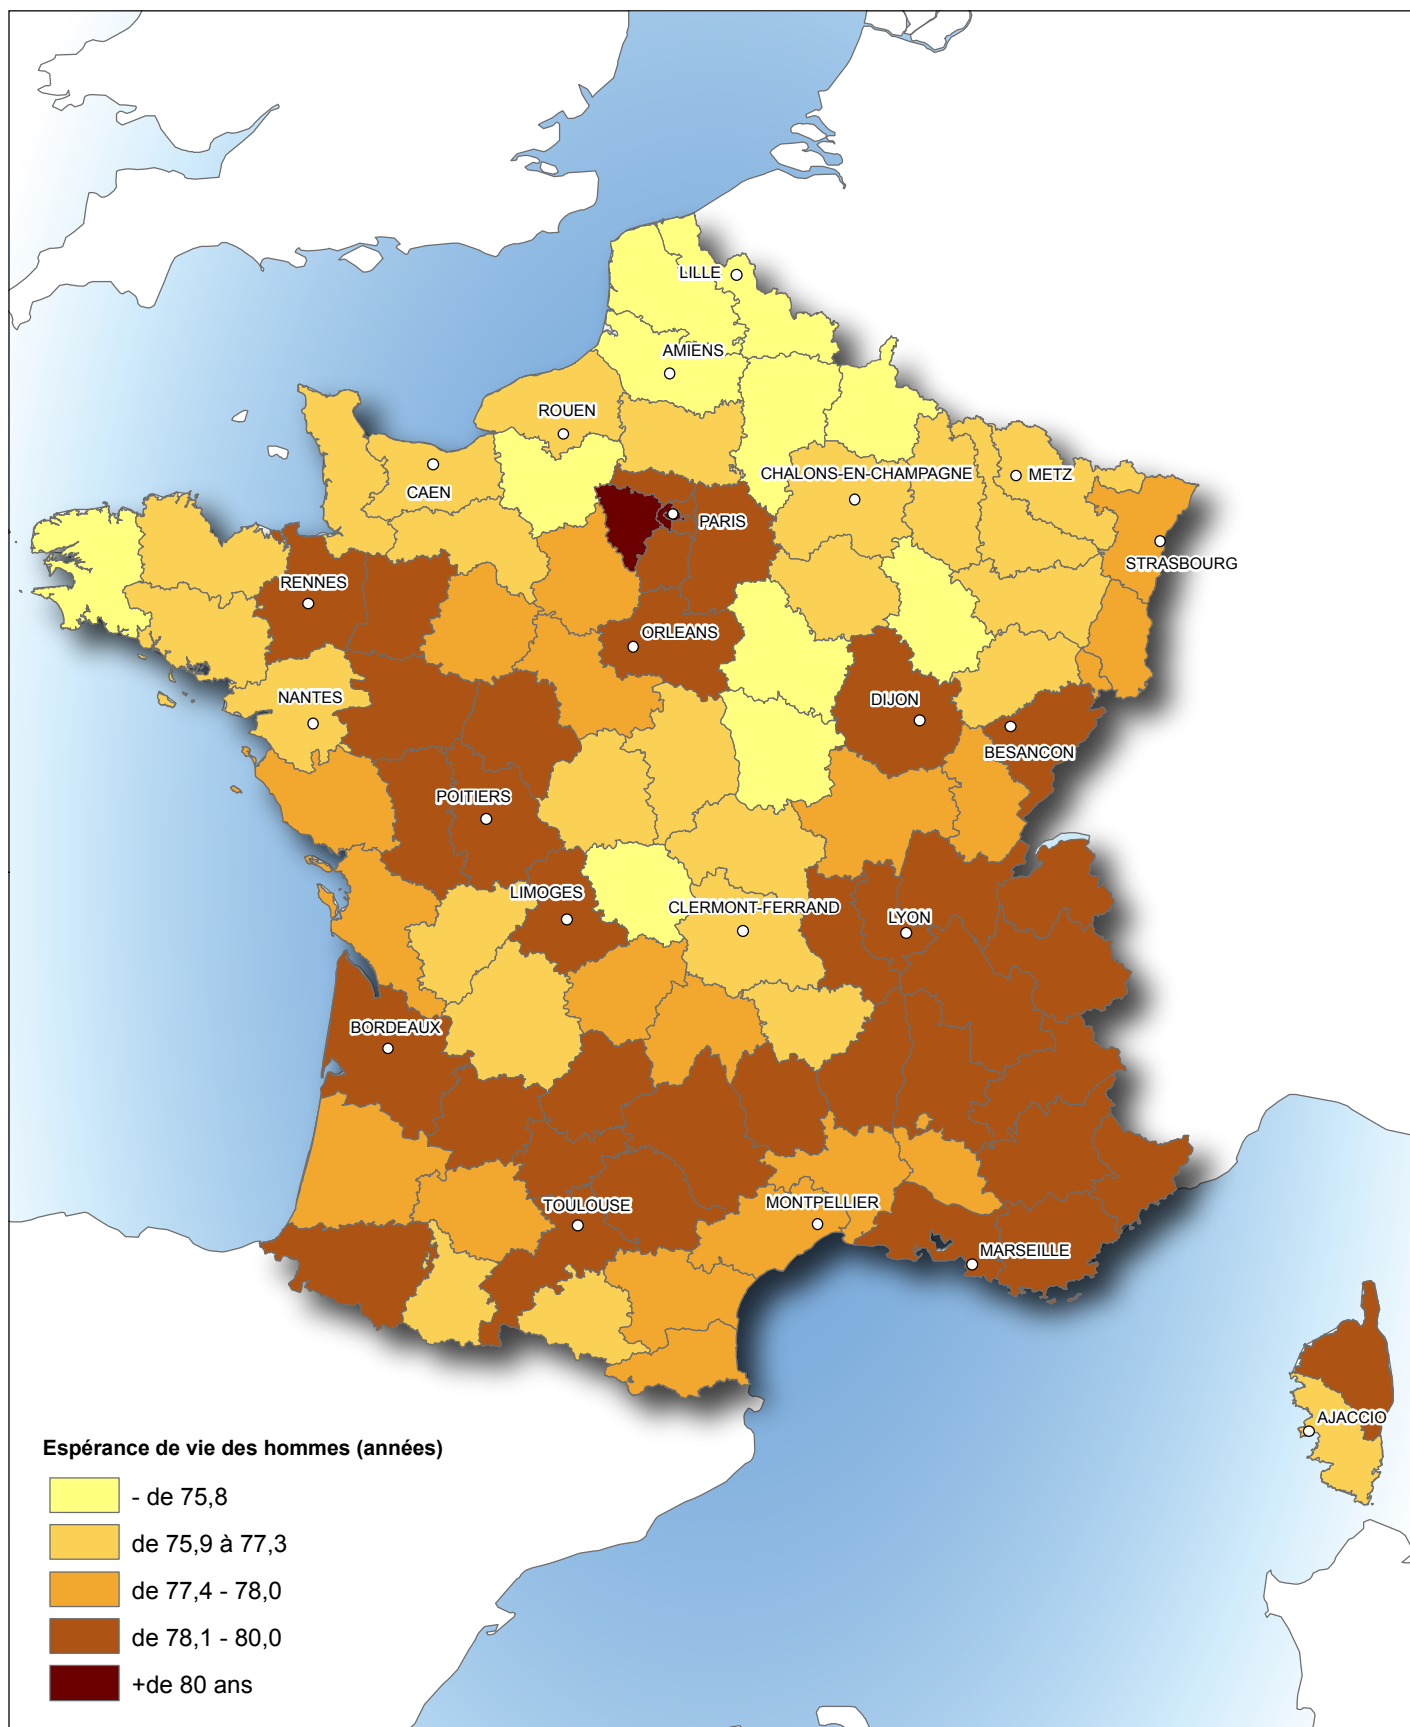 LILLE
AMIENS
ROUEN
CAEN
CHALONS-EN-CHAMPAGNE
METZ
PARIS
STRASBOURG
RENNES
ORLEANS
NANTES
DIJON
BESANCON
POITIERS
LIMOGES
CLERMONT-FERRAND
LYON
BORDEAUX
TOULOUSE
MONTPELLIER
MARSEILLE
AJACCIO
Espérance de vie des hommes (années)
- de 75,8
de 75,9 à 77,3
de 77,4 - 78,0
de 78,1 - 80,0
+de 80 ans